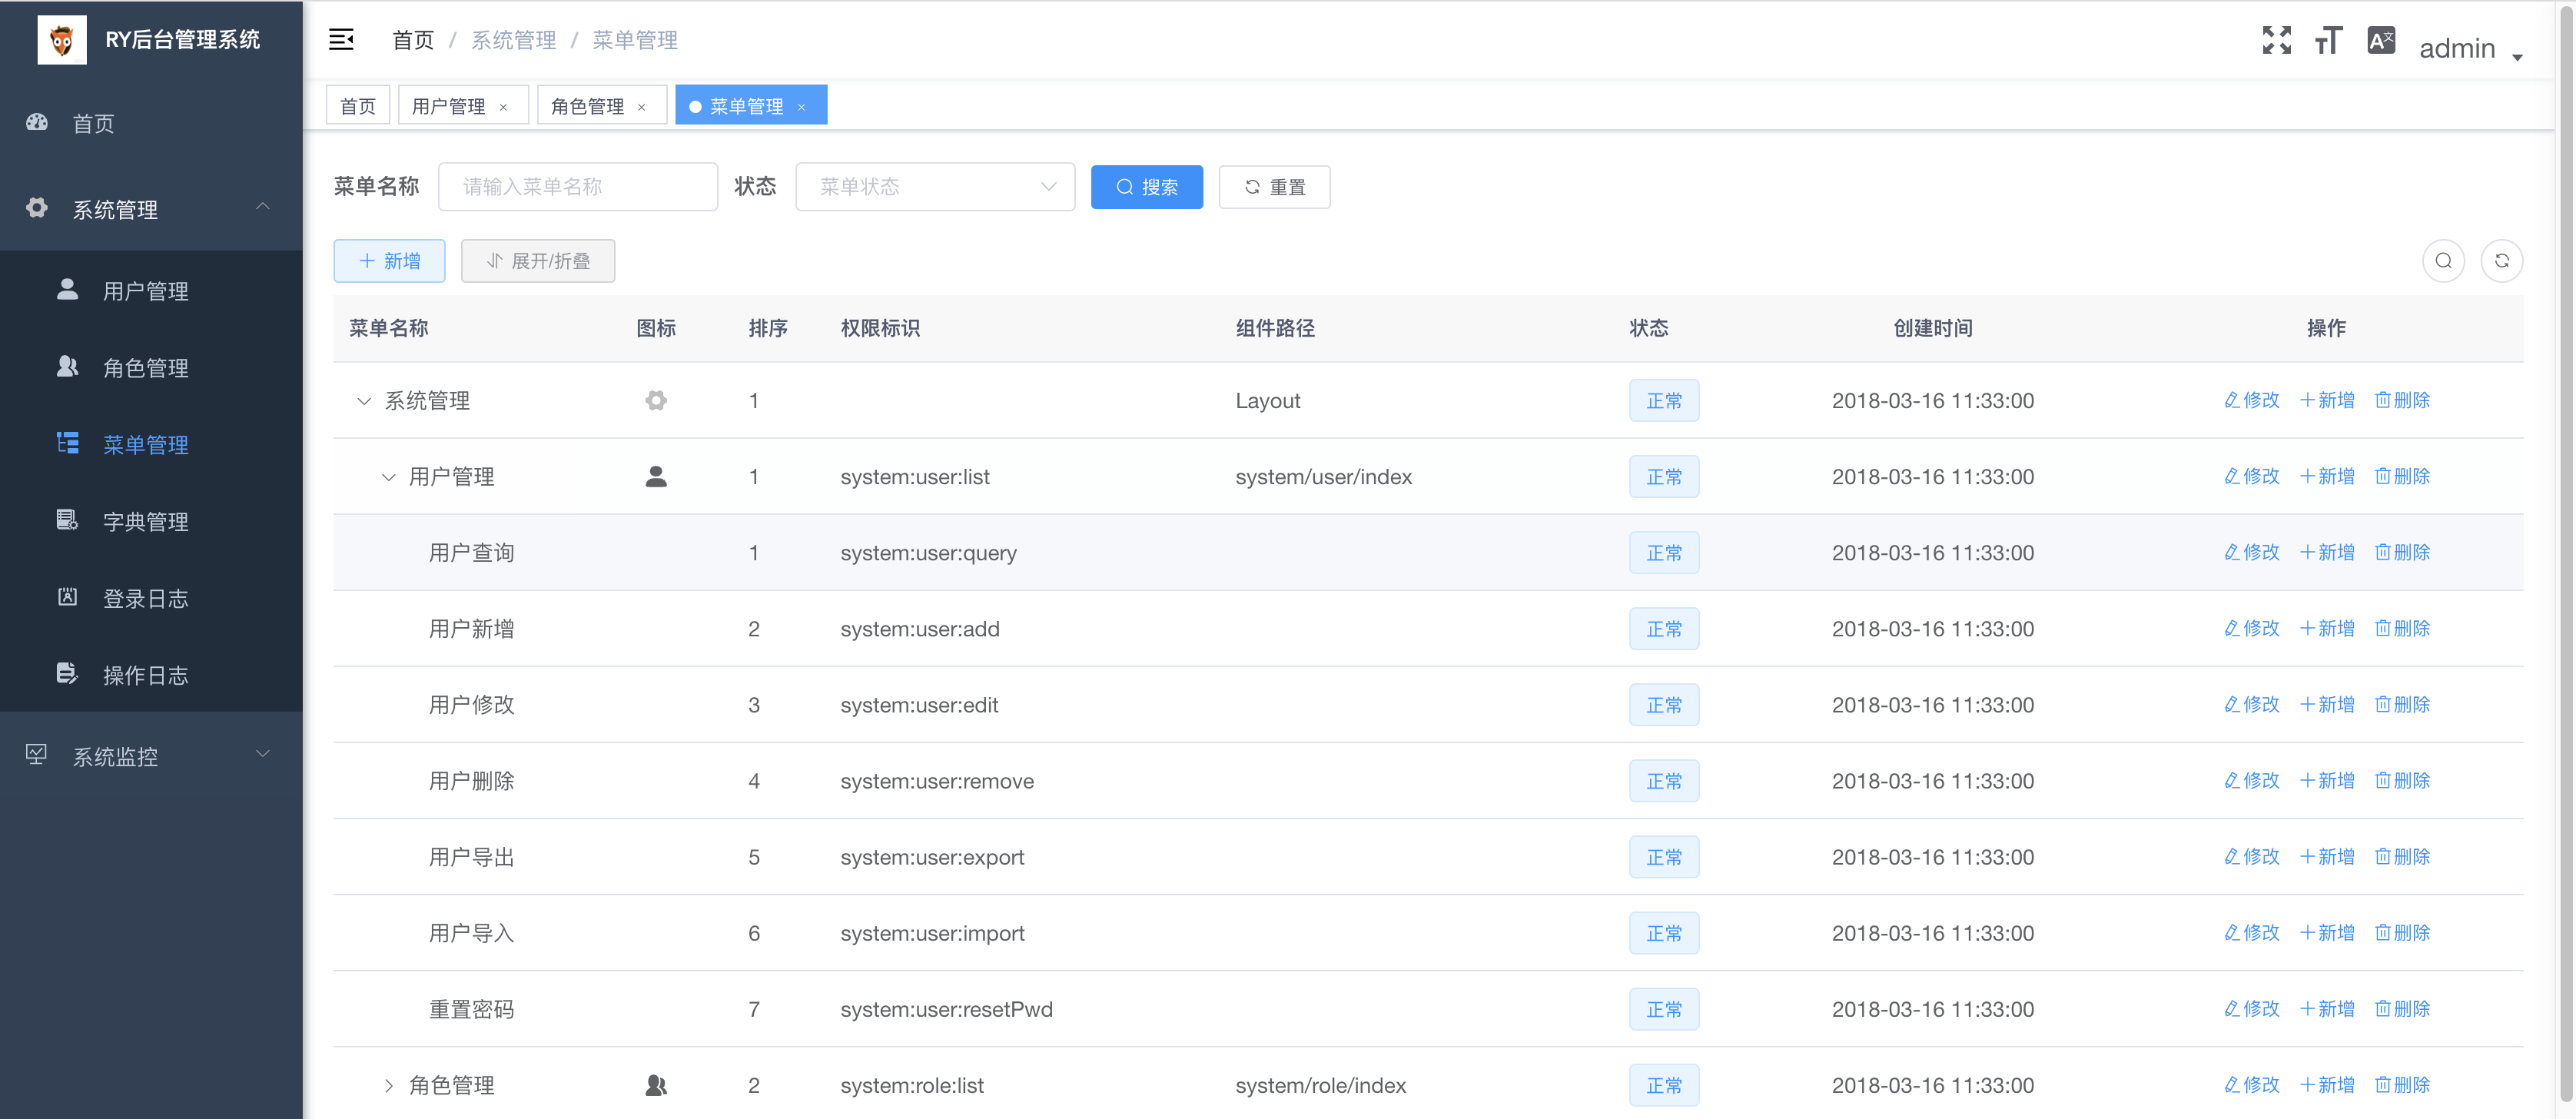 RY后台管理系统
首页 / 系统管理 / 菜单管理
admin
首页
用户管理 ×
角色管理 ×
菜单管理 ×
首页
系统管理
用户管理
角色管理
菜单管理
字典管理
登录日志
操作日志
系统监控
菜单名称 请输入菜单名称 状态 菜单状态 搜索 重置
新增 展开/折叠
菜单名称 图标 排序 权限标识 组件路径 状态 创建时间 操作
系统管理 1 Layout 正常 2018-03-16 11:33:00 修改 新增 删除
用户管理 1 system:user:list system/user/index 正常 2018-03-16 11:33:00 修改 新增 删除
用户查询 1 system:user:query 正常 2018-03-16 11:33:00 修改 新增 删除
用户新增 2 system:user:add 正常 2018-03-16 11:33:00 修改 新增 删除
用户修改 3 system:user:edit 正常 2018-03-16 11:33:00 修改 新增 删除
用户删除 4 system:user:remove 正常 2018-03-16 11:33:00 修改 新增 删除
用户导出 5 system:user:export 正常 2018-03-16 11:33:00 修改 新增 删除
用户导入 6 system:user:import 正常 2018-03-16 11:33:00 修改 新增 删除
重置密码 7 system:user:resetPwd 正常 2018-03-16 11:33:00 修改 新增 删除
角色管理 2 system:role:list system/role/index 正常 2018-03-16 11:33:00 修改 新增 删除